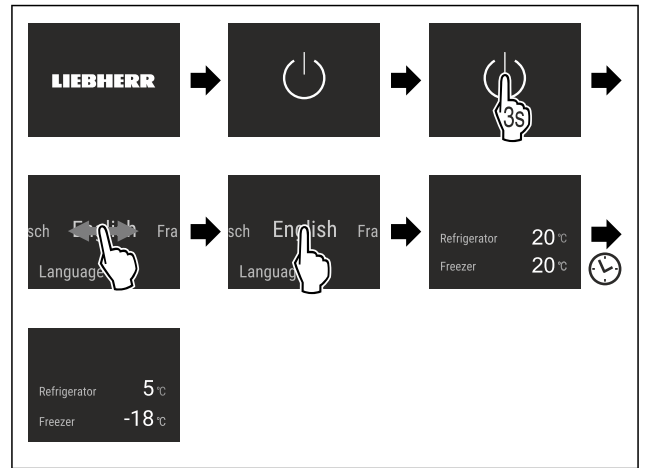 LIEBHERR
3s
sch English Fra
Language
sch English Fra
Language
Refrigerator 20 °C
Freezer 20 °C
Refrigerator 5 °C
Freezer -18 °C